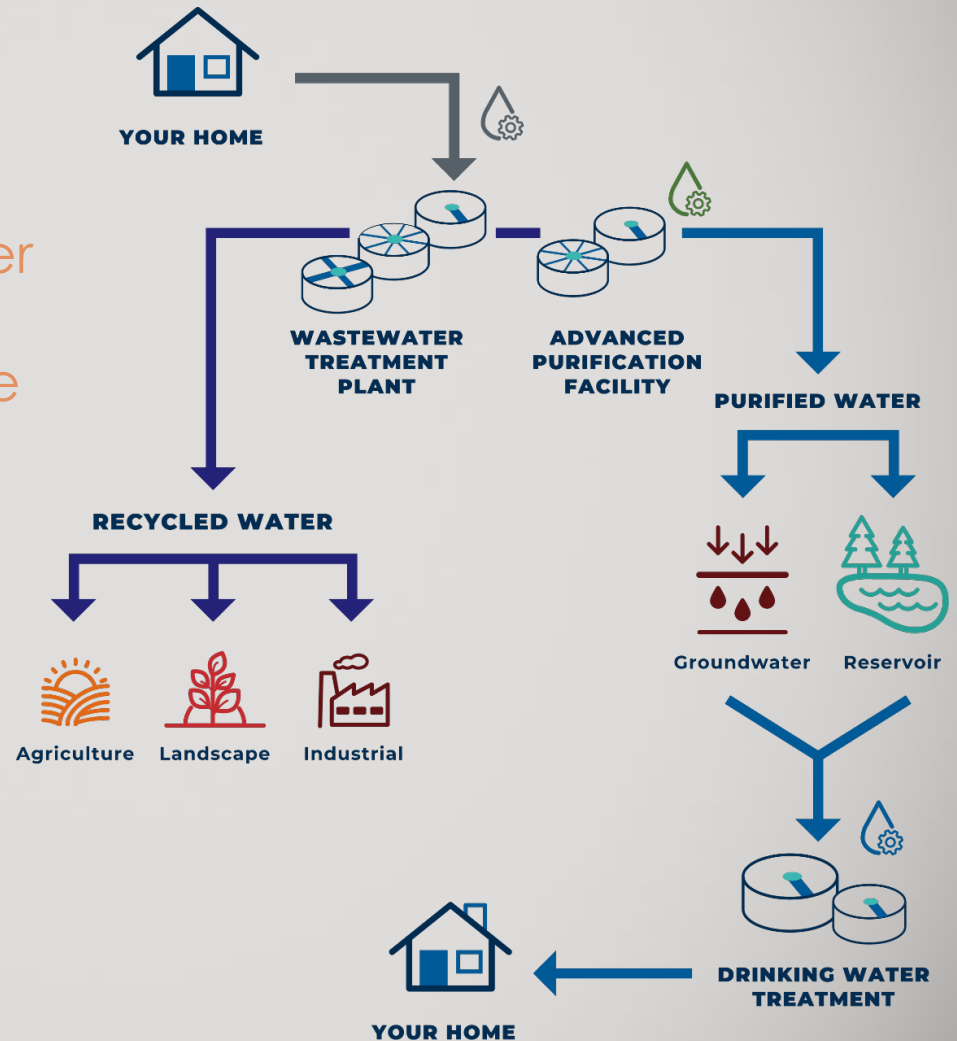 YOUR HOME
er
e
WASTEWATER
TREATMENT
PLANT
ADVANCED
PURIFICATION
FACILITY
PURIFIED WATER
RECYCLED WATER
Groundwater
Reservoir
Agriculture
Landscape
Industrial
DRINKING WATER
TREATMENT
YOUR HOME